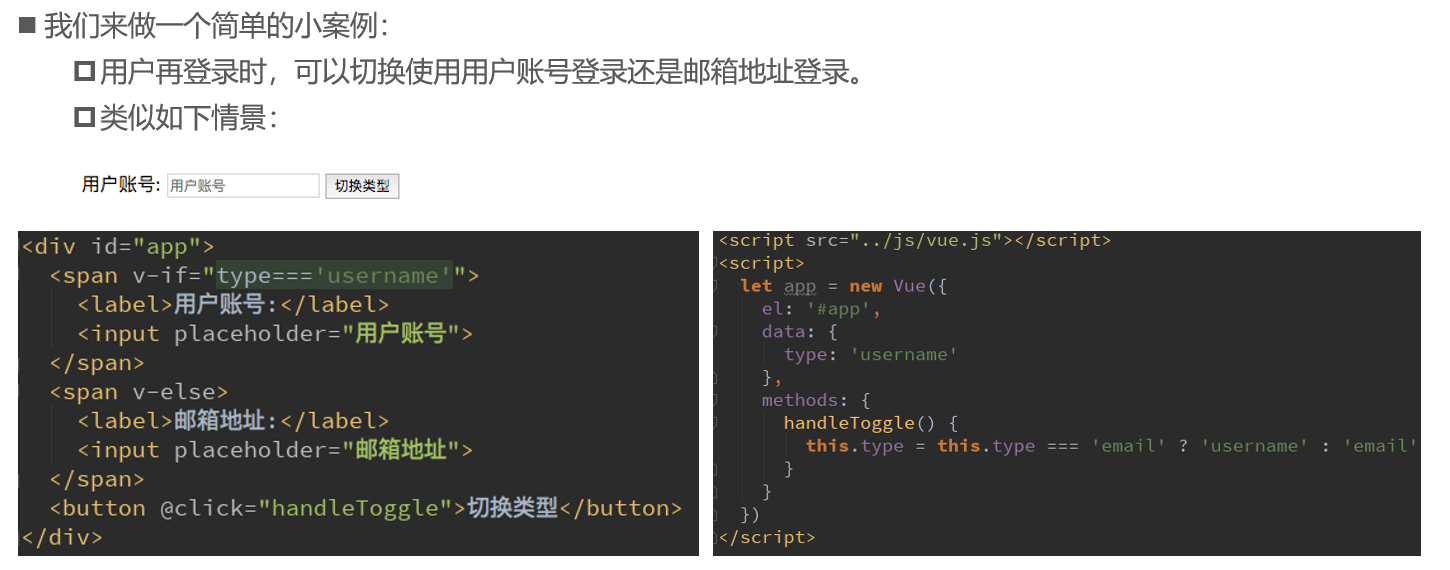 我们来做一个简单的小案例：
用户再登录时，可以切换使用用户账号登录还是邮箱地址登录。
类似如下情景：
用户账号: 用户账号 切换类型
<div id="app">
  <span v-if="type==='username'">
    <label>用户账号:</label>
    <input placeholder="用户账号">
  </span>
  <span v-else>
    <label>邮箱地址:</label>
    <input placeholder="邮箱地址">
  </span>
  <button @click="handleToggle">切换类型</button>
</div>
<script src="../js/vue.js"></script>
<script>
  let app = new Vue({
    el: '#app',
    data: {
      type: 'username'
    },
    methods: {
      handleToggle() {
        this.type = this.type === 'email' ? 'username' : 'email'
      }
    }
  })
</script>